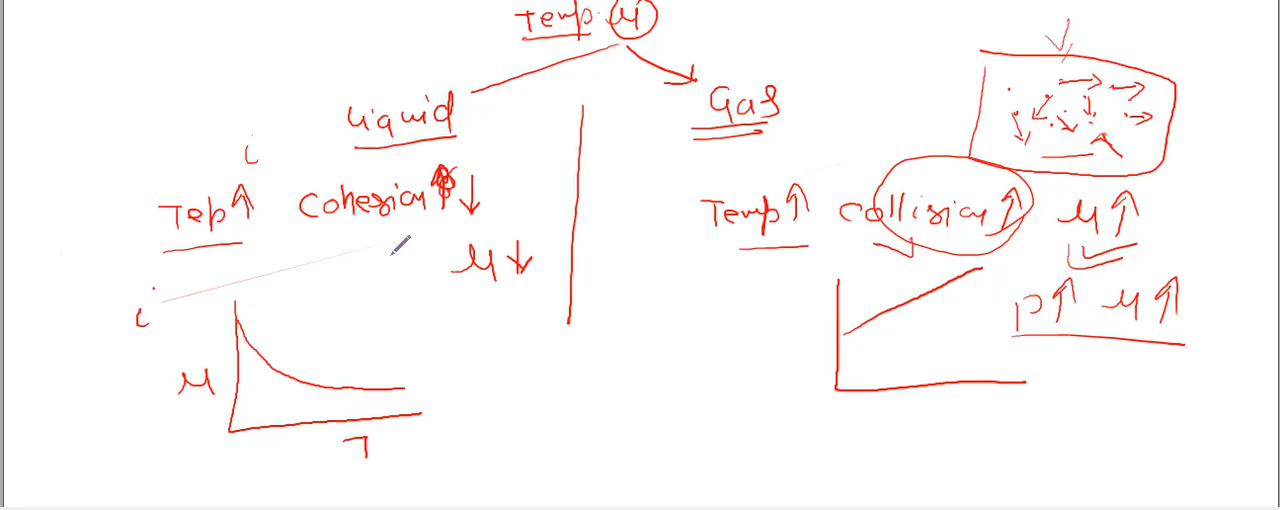 Temp. μ
Liquid
Gas
Tep↑ Cohesion ↓
μ↓
Temp↑ Collision↑ μ↑
P↑ μ↑
μ
T